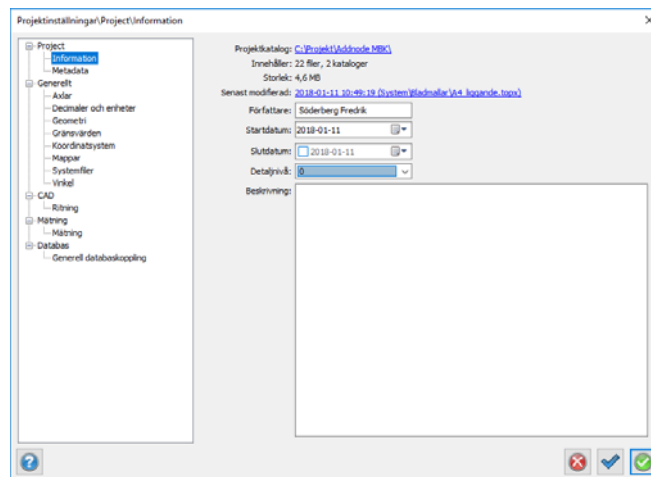 Projektinställningar\Project\Information
Project
Information
Metadata
Generellt
Axlar
Decimaler och enheter
Geometri
Gränsvärden
Koordinatsystem
Mappar
Systemfiler
Vinkel
CAD
Ritning
Mätning
Mätning
Databas
Generell databaskoppling
Projektkatalog: C:\Projekt\Addnode MBK\
Innehåller: 22 filer, 2 kataloger
Storlek: 4,6 MB
Senast modifierad: 2018-01-11 10:49:19 (System\Bladmallar\A4_liggande.topx)
Författare: Söderberg Fredrik
Startdatum: 2018-01-11
Slutdatum: 2018-01-11
Detaljnivå: 0
Beskrivning: